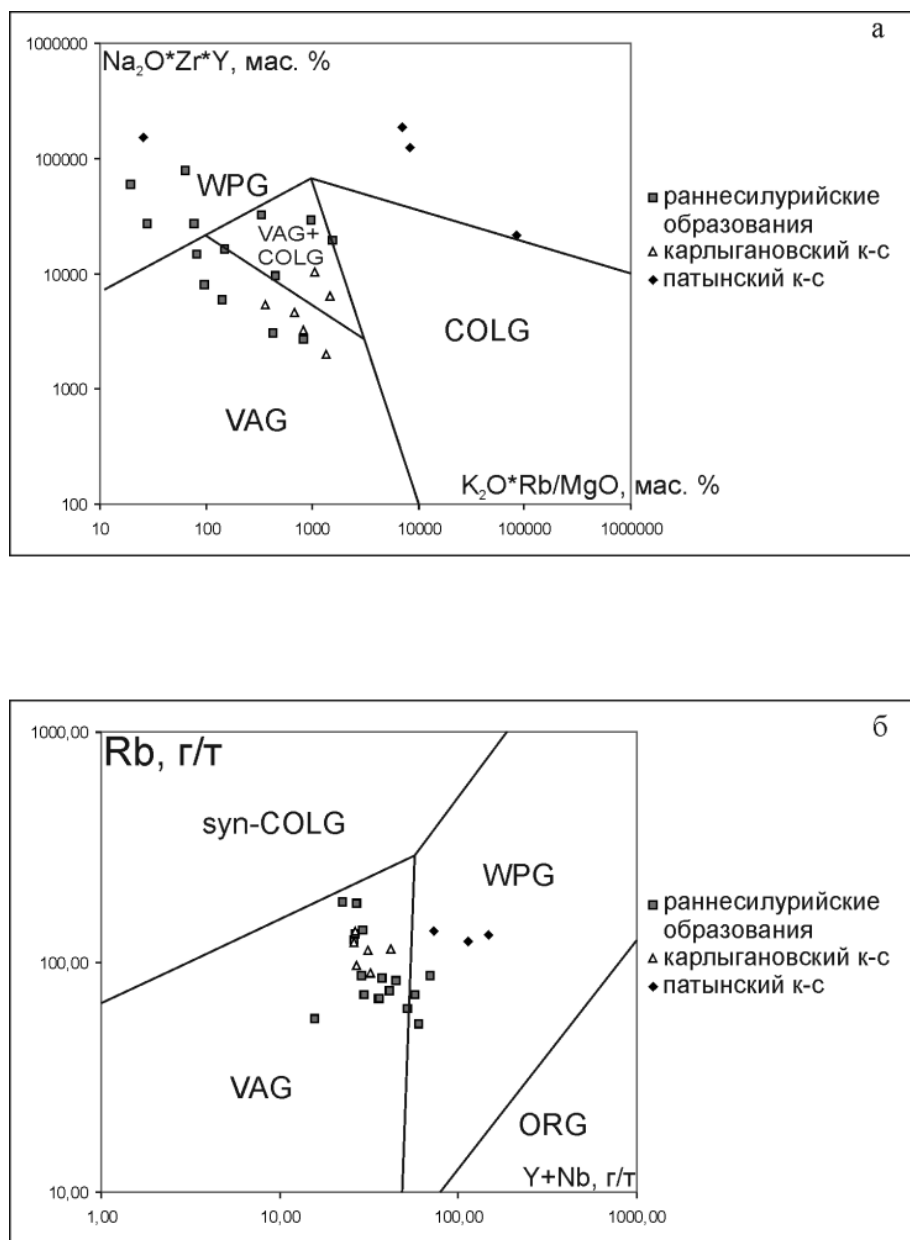 а
1000000
Na₂O*Zr*Y, мас. %
100000
WPG
VAG+
COLG
10000
COLG
1000
VAG
K₂O*Rb/MgO, мас. %
100
10 100 1000 10000 100000 1000000
раннесилурийские
образования
карлыгановский к-с
патынский к-с
б
1000,00
Rb, г/т
syn-COLG
WPG
100,00
VAG
ORG
Y+Nb, г/т
10,00
1,00 10,00 100,00 1000,00
раннесилурийские
образования
карлыгановский к-с
патынский к-с